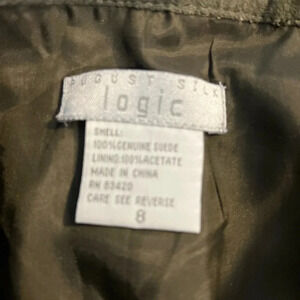 AUGUST SILK
logic
SHELL:
100% GENUINE SUEDE
LINING:100% ACETATE
MADE IN CHINA
RN 83420
CARE SEE REVERSE
8